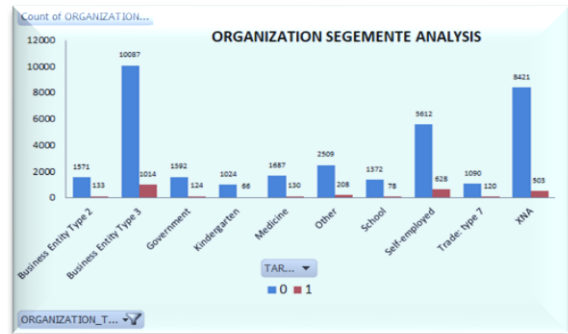 Count of ORGANIZATION...
ORGANIZATION SEGEMENTE ANALYSIS
12000
10000
8000
6000
4000
2000
0
1571 133
10087 1014
1592 124
1024 66
1687 130
2509 208
1372 78
5612 628
1090 120
8421 503
Business Entity Type 2
Business Entity Type 3
Government
Kindergarten
Medicine
Other
School
Self-employed
Trade: type 7
XNA
TAR...
0 1
ORGANIZATION_T...